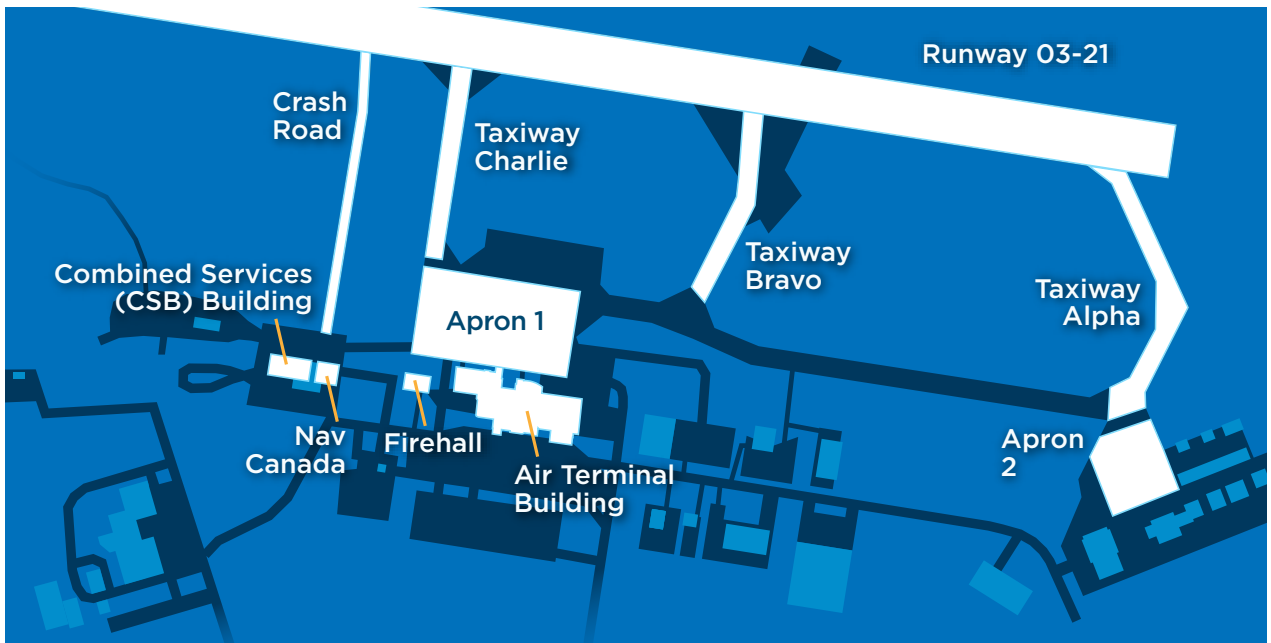 Runway 03-21
Crash
Road
Taxiway
Charlie
Taxiway
Bravo
Combined Services
(CSB) Building
Taxiway
Alpha
Apron 1
Nav
Canada
Firehall
Apron
2
Air Terminal
Building